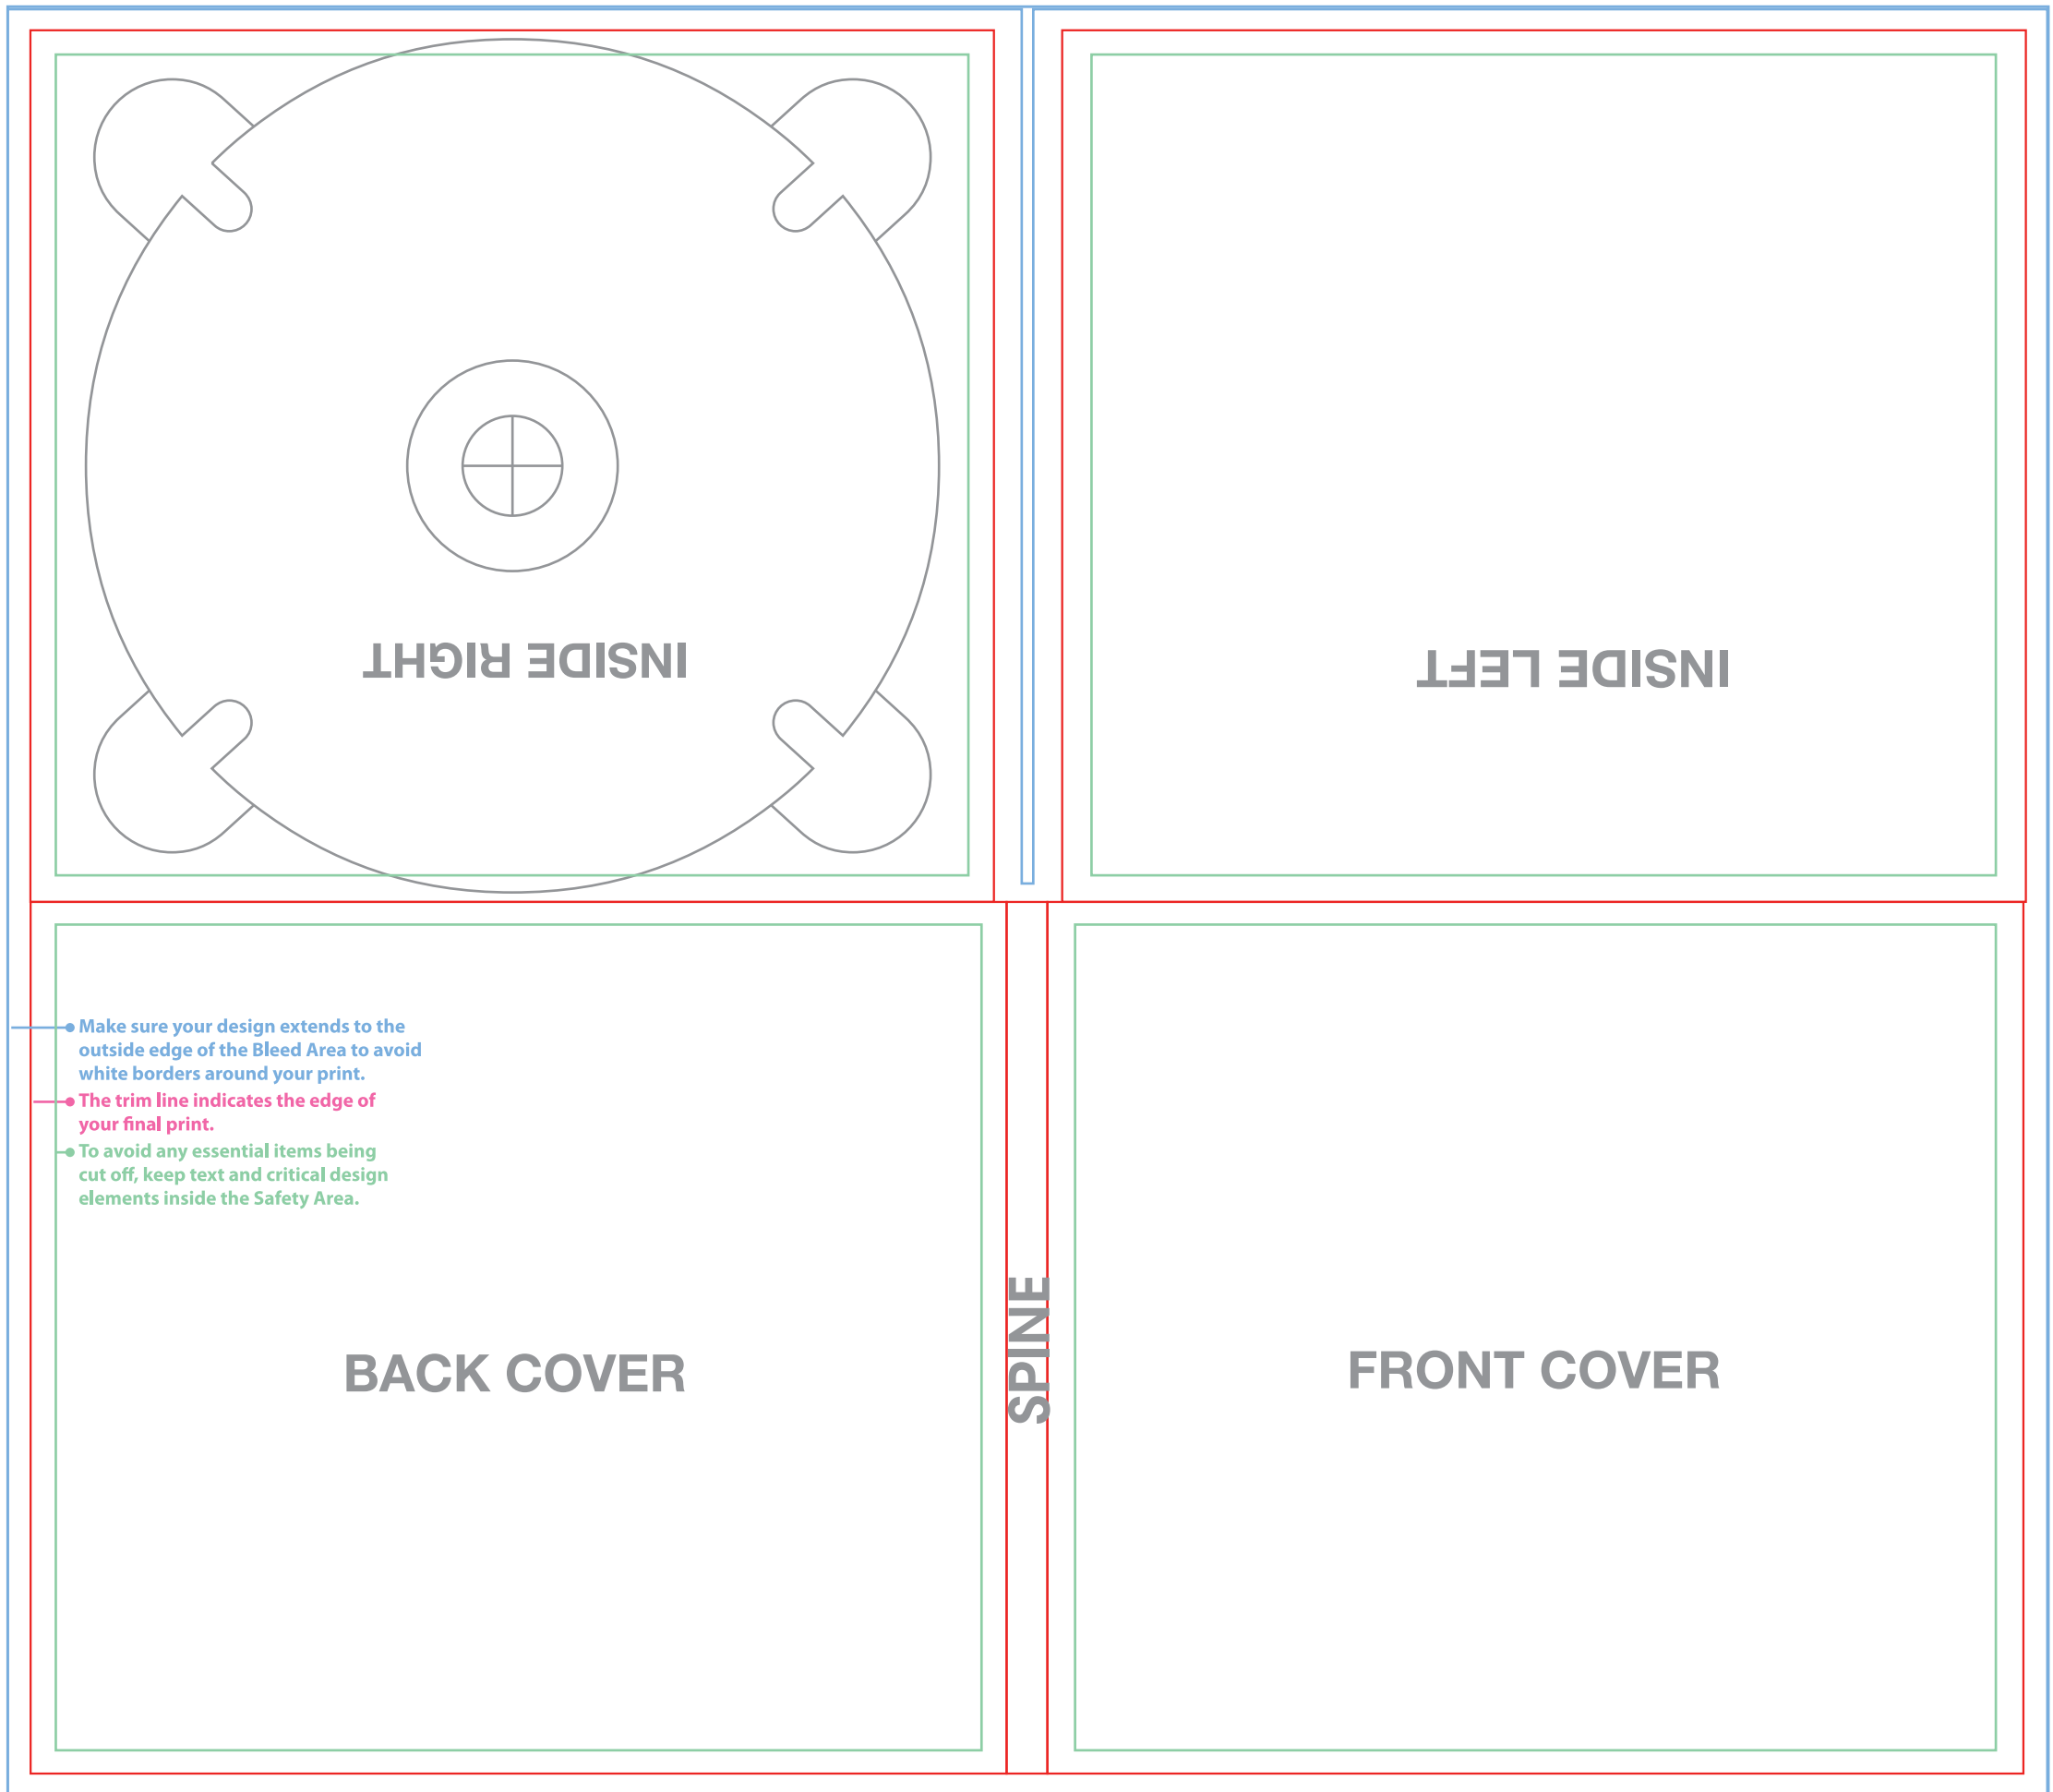 INSIDE RIGHT
INSIDE LEFT
Make sure your design extends to the
outside edge of the Bleed Area to avoid
white borders around your print.
The trim line indicates the edge of
your final print.
To avoid any essential items being
cut off, keep text and critical design
elements inside the Safety Area.
BACK COVER
SPINE
FRONT COVER